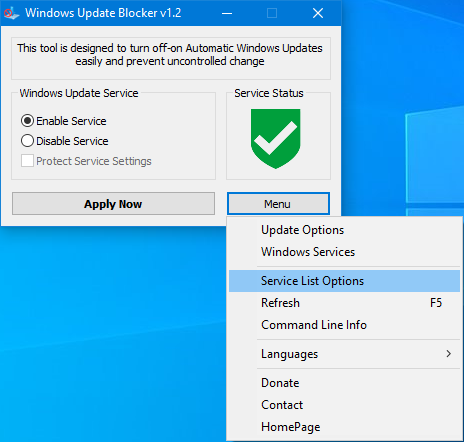 Windows Update Blocker v1.2
This tool is designed to turn off-on Automatic Windows Updates
easily and prevent uncontrolled change
Windows Update Service
Service Status
Enable Service
Disable Service
Protect Service Settings
Apply Now
Menu
Update Options
Windows Services
Service List Options
Refresh F5
Command Line Info
Languages
Donate
Contact
HomePage